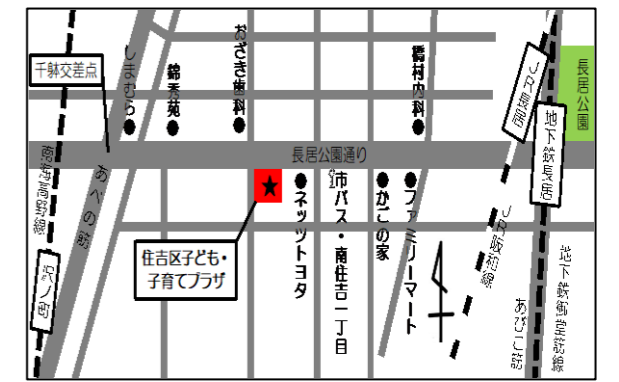 千躰交差点
しまむら
錦秀苑
おざき歯科
橋村内科
JR長居
地下鉄長居
長居公園
長居公園通り
南海高野線
あべの筋
沢ノ町
住吉区子ども・
子育てプラザ
ネッツトヨタ
市バス・南住吉一丁目
かごの家
ファミリーマート
JR阪和線
あびこ筋
地下鉄御堂筋線